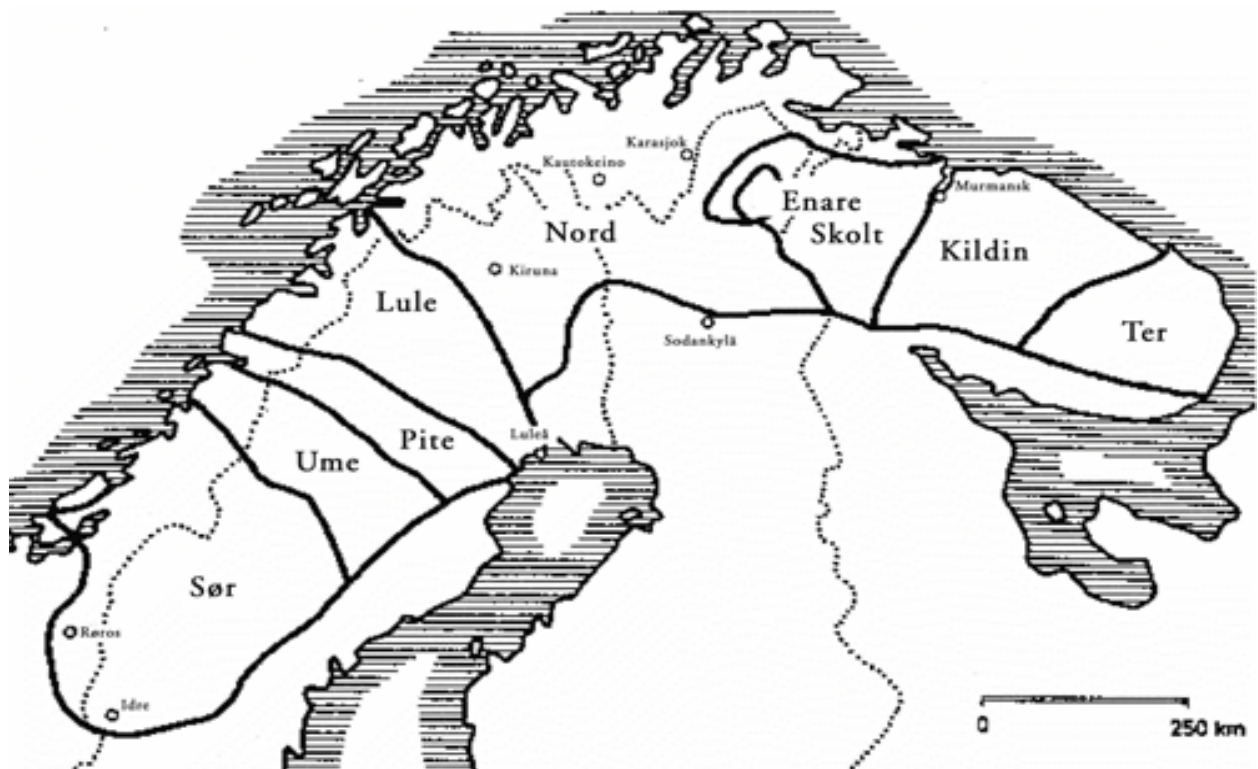 Karasjok
Kautokeino
Enare
Skolt
Murmansk
Nord
Kildin
Kiruna
Lule
Sodankylä
Ter
Luleå
Pite
Ume
Sør
Røros
Idre
0 250 km